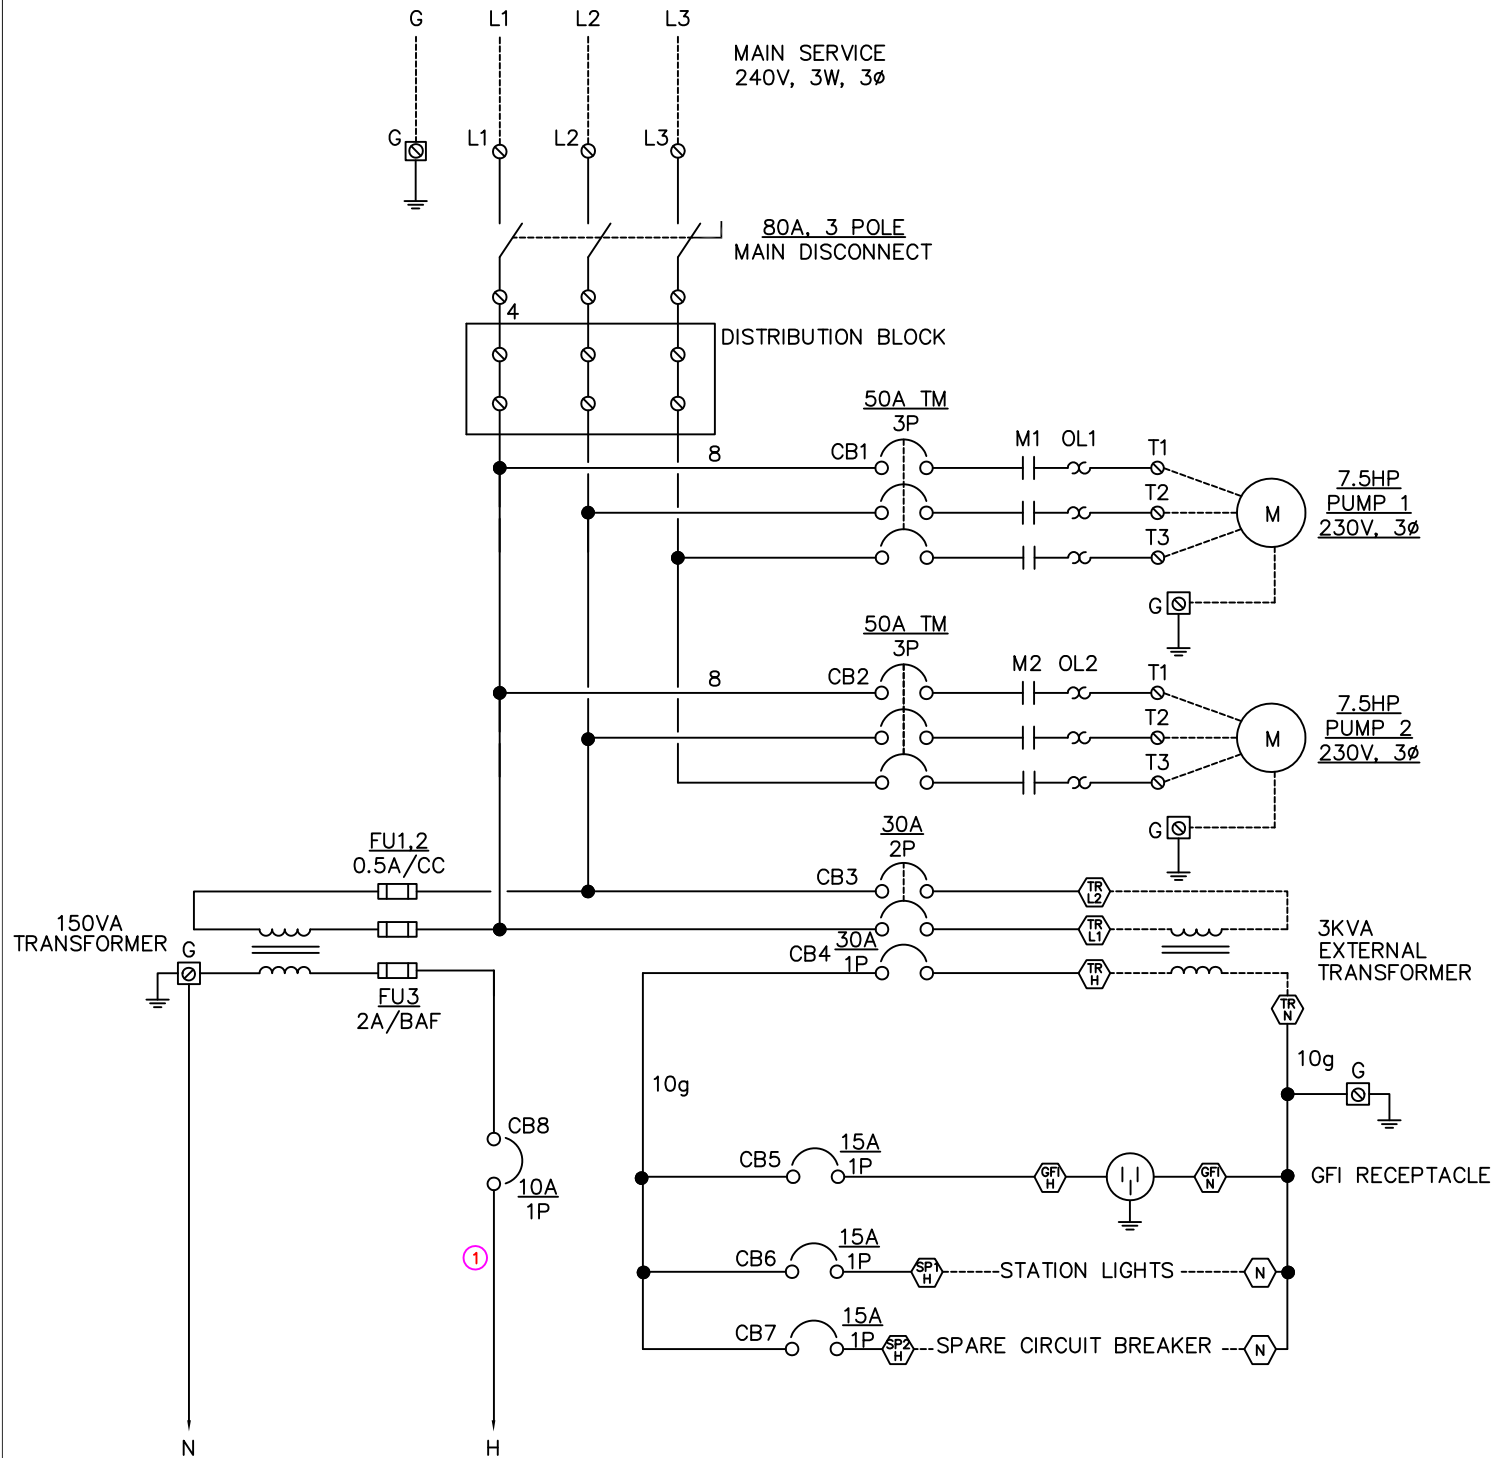 G L1 L2 L3
MAIN SERVICE
240V, 3W, 3ø
G L1 L2 L3
80A, 3 POLE
MAIN DISCONNECT
4
DISTRIBUTION BLOCK
50A TM
3P
8 CB1 M1 OL1 T1
T2
T3
M
7.5HP
PUMP 1
230V, 3ø
G
50A TM
3P
8 CB2 M2 OL2 T1
T2
T3
M
7.5HP
PUMP 2
230V, 3ø
G
FU1,2
0.5A/CC
30A
2P
CB3
TR
L2
150VA
TRANSFORMER
G
TR
L1
3KVA
EXTERNAL
TRANSFORMER
CB4 30A
1P
TR
H
FU3
2A/BAF
TR
N
10g
10g
G
CB8
10A
1P
CB5 15A
1P
GFI
H
GFI
N
GFI RECEPTACLE
1
CB6 15A
1P
SP1
H
STATION LIGHTS
N
CB7 15A
1P
SP2
H
SPARE CIRCUIT BREAKER
N
N H